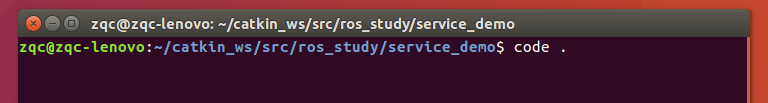 zqc@zqc-lenovo: ~/catkin_ws/src/ros_study/service_demo
zqc@zqc-lenovo:~/catkin_ws/src/ros_study/service_demo$ code .